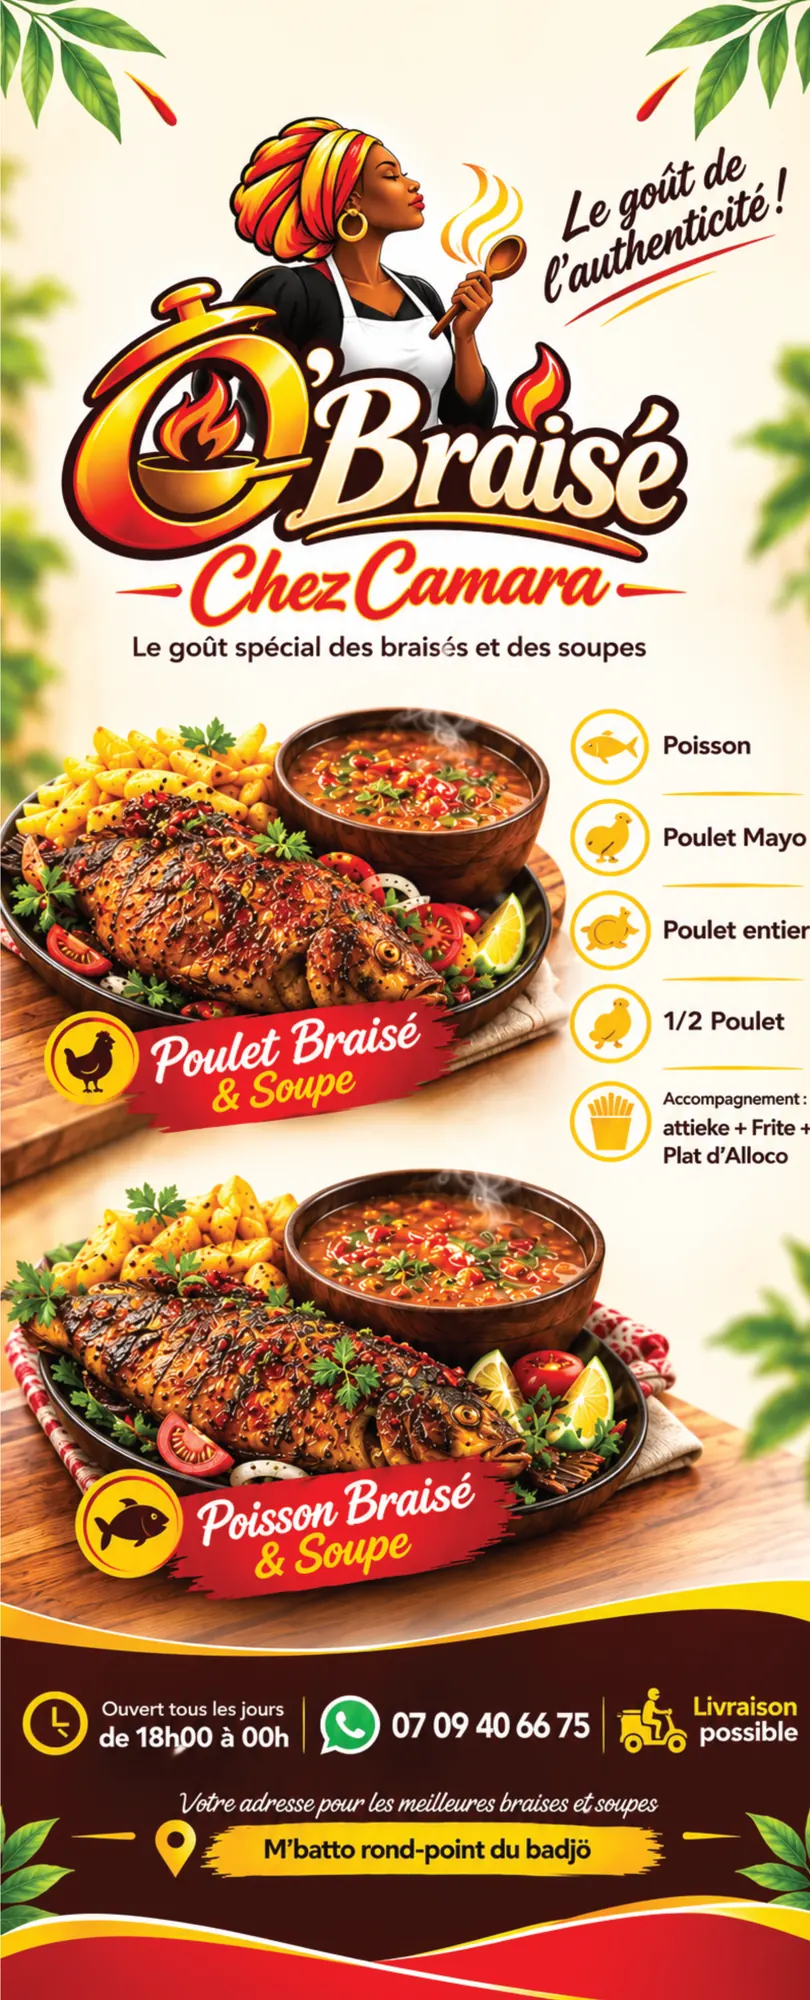 Le goût de
l'authenticité !
Ô'Braisé
Chez Camara
Le goût spécial des braisés et des soupes
Poisson
Poulet Mayo
Poulet entier
1/2 Poulet
Accompagnement :
attieke + Frite +
Plat d'Alloco
Poulet Braisé
& Soupe
Poisson Braisé
& Soupe
Ouvert tous les jours
de 18h00 à 00h
07 09 40 66 75
Livraison
possible
Votre adresse pour les meilleures braises et soupes
M'batto rond-point du badjö